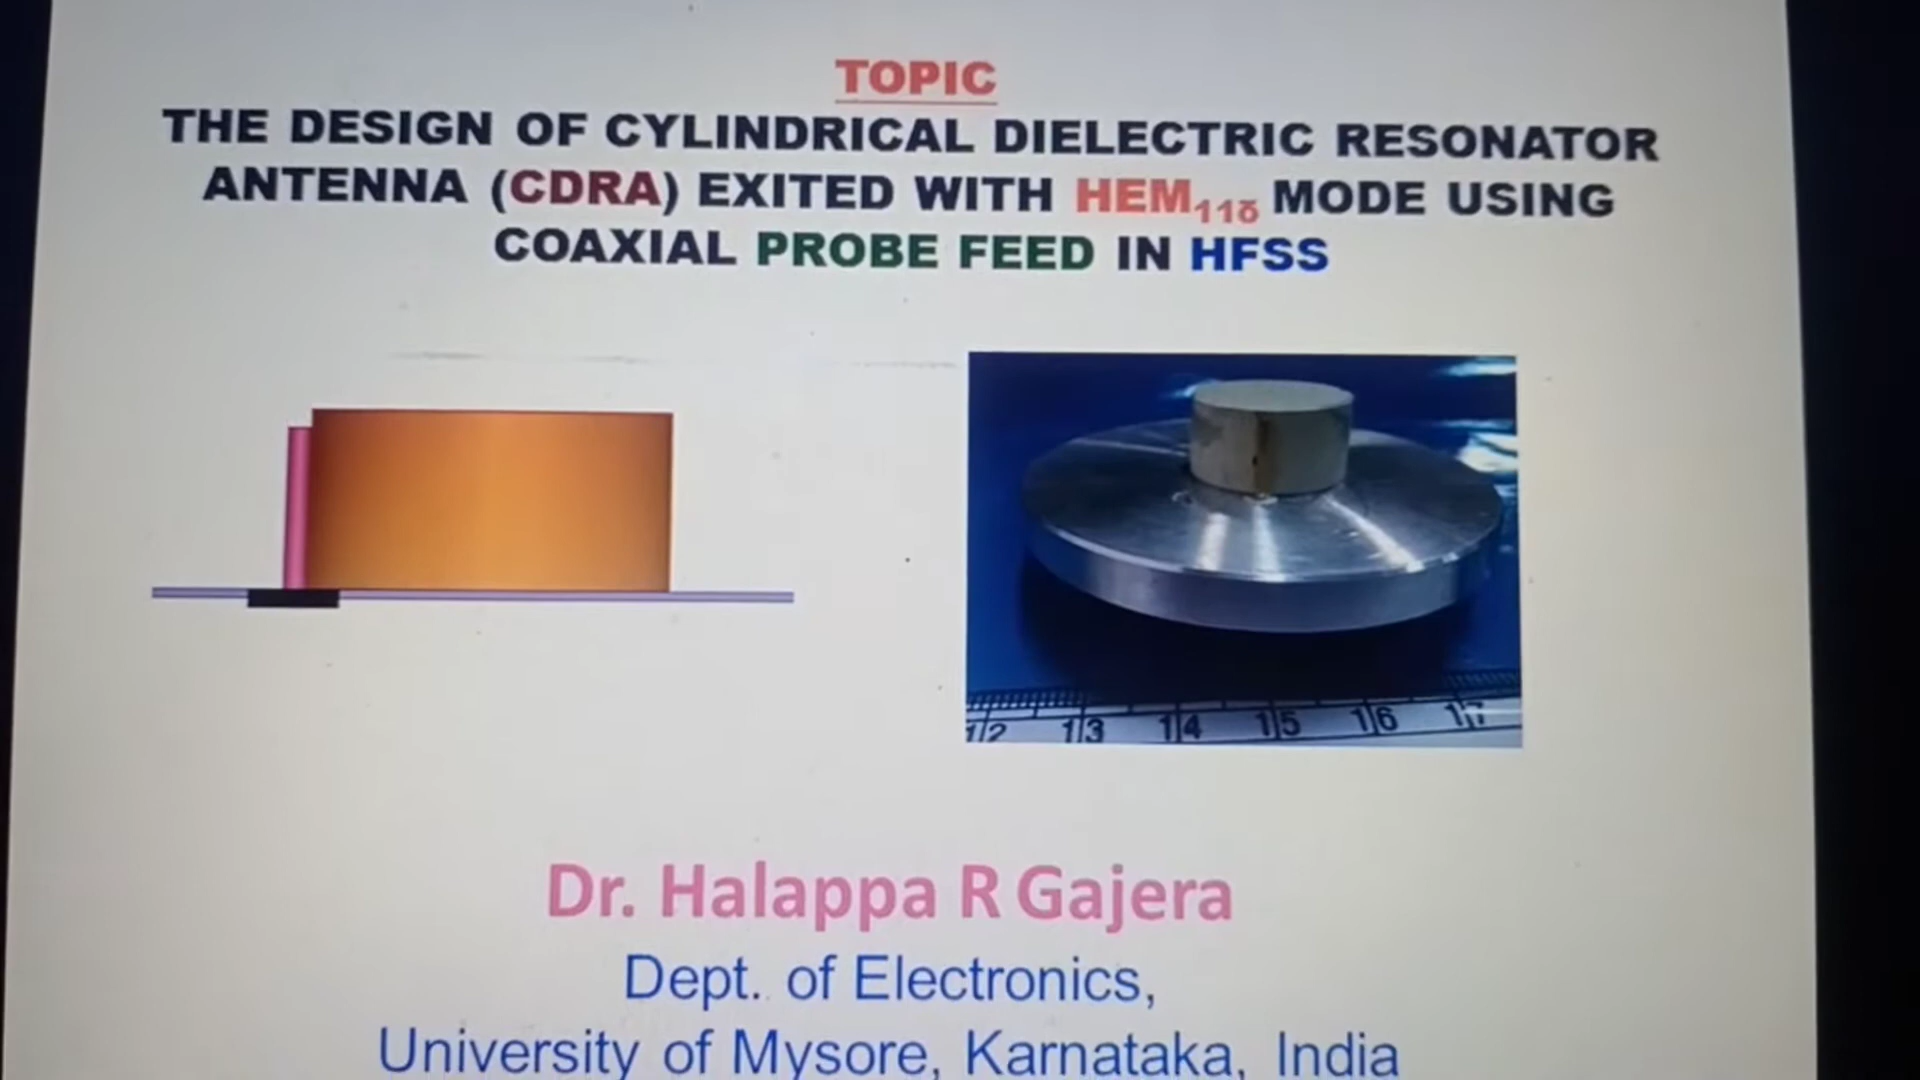 TOPIC
THE DESIGN OF CYLINDRICAL DIELECTRIC RESONATOR
ANTENNA (CDRA) EXITED WITH HEM₁₁δ MODE USING
COAXIAL PROBE FEED IN HFSS
12 13 14 15 16 17
Dr. Halappa R Gajera
Dept. of Electronics,
University of Mysore, Karnataka, India